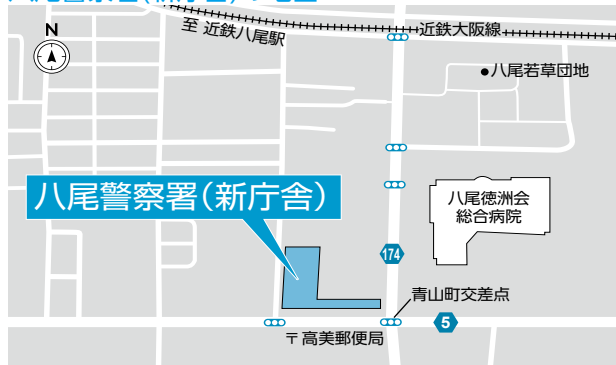 N
至 近鉄八尾駅
近鉄大阪線
八尾若草団地
八尾警察署(新庁舎)
八尾徳洲会
総合病院
174
青山町交差点
5
〒高美郵便局